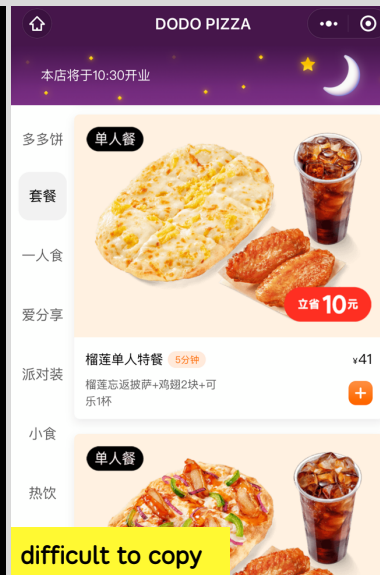 DODO PIZZA
本店将于10:30开业
多多饼
套餐
一人食
爱分享
派对装
小食
热饮
单人餐
立省10元
榴莲单人特餐 5分钟
¥41
榴莲忘返披萨+鸡翅2块+可
乐1杯
单人餐
difficult to copy